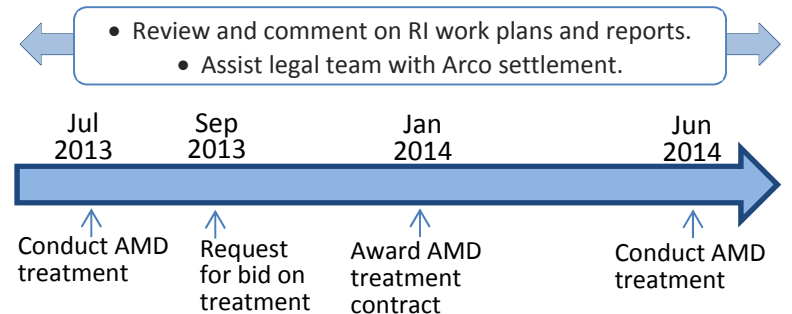 • Review and comment on RI work plans and reports.
• Assist legal team with Arco settlement.
Jul
2013
Sep
2013
Jan
2014
Jun
2014
Conduct AMD
treatment
Request
for bid on
treatment
Award AMD
treatment
contract
Conduct AMD
treatment